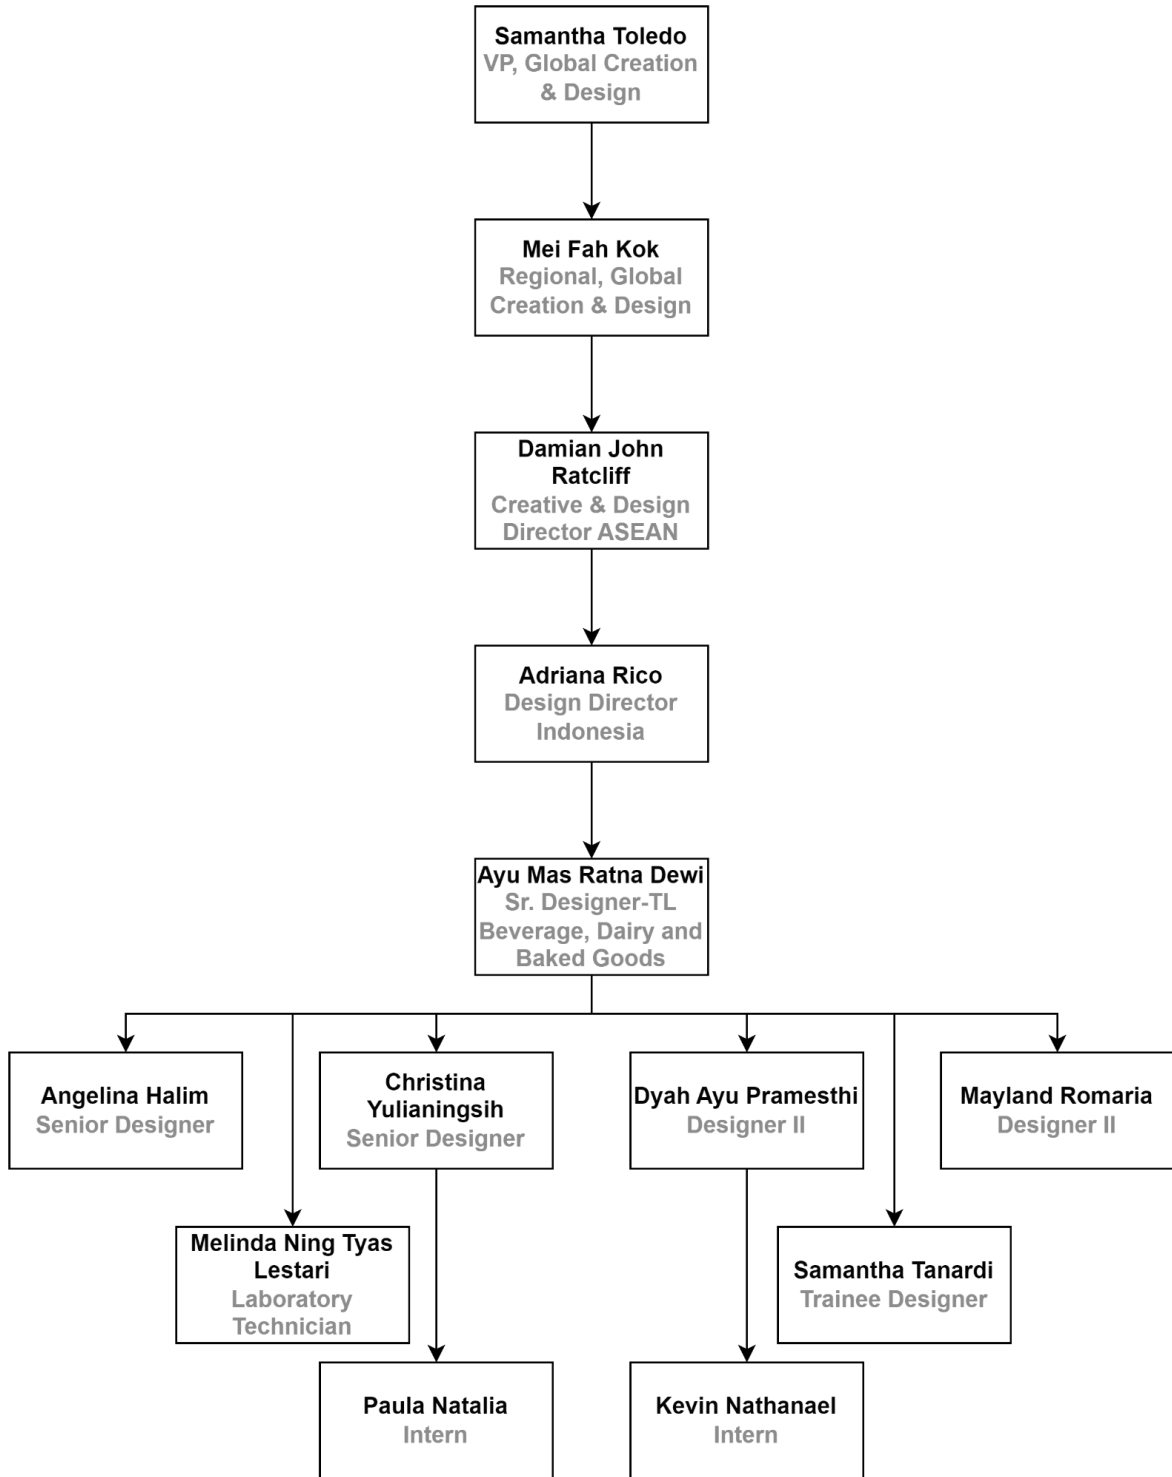 Samantha Toledo
VP, Global Creation
& Design
Mei Fah Kok
Regional, Global
Creation & Design
Damian John
Ratcliff
Creative & Design
Director ASEAN
Adriana Rico
Design Director
Indonesia
Ayu Mas Ratna Dewi
Sr. Designer-TL
Beverage, Dairy and
Baked Goods
Angelina Halim
Senior Designer
Christina
Yulianingsih
Senior Designer
Dyah Ayu Pramesthi
Designer II
Mayland Romaria
Designer II
Melinda Ning Tyas
Lestari
Laboratory
Technician
Samantha Tanardi
Trainee Designer
Paula Natalia
Intern
Kevin Nathanael
Intern